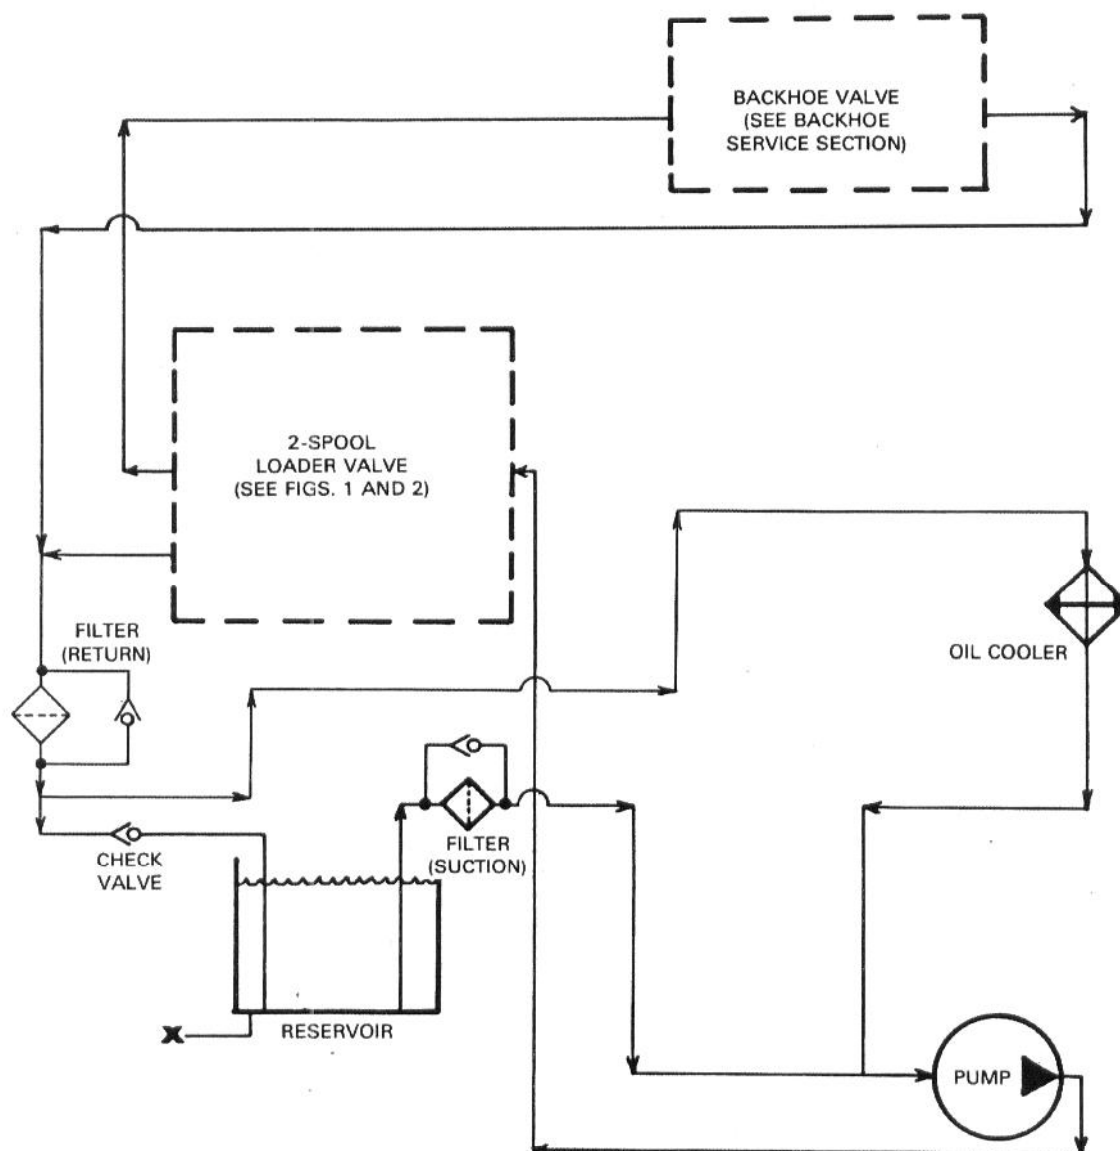 BACKHOE VALVE
(SEE BACKHOE
SERVICE SECTION)
2-SPOOL
LOADER VALVE
(SEE FIGS. 1 AND 2)
FILTER
(RETURN)
OIL COOLER
CHECK
VALVE
FILTER
(SUCTION)
X
RESERVOIR
PUMP